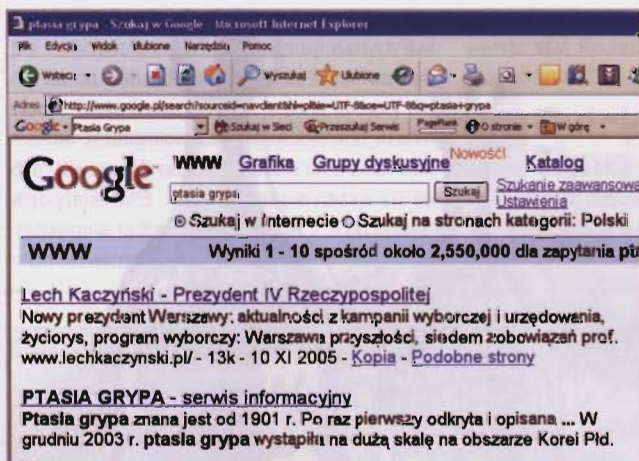 ptasia grypa - Szukaj w Google - Microsoft Internet Explorer
Plik Edycja Widok Ulubione Narzędzia Pomoc
Wstecz Wyszukaj Ulubione
Adres http://www.google.pl/search?sourceid=navclient&hl=pl&ie=UTF-8&oe=UTF-8&q=ptasia+grypa
Google - Ptasia Grypa Szukaj w Sieci Przeszukaj Serwis PageRank O stronie W górę
Google WWW Grafika Grupy dyskusyjne Nowość! Katalog
ptasia grypa Szukaj Szukanie zaawansowa
Ustawienia
Szukaj w Internecie Szukaj na stronach kategorii: Polski
WWW Wyniki 1 - 10 spośród około 2,550,000 dla zapytania
Lech Kaczyński - Prezydent IV Rzeczypospolitej
Nowy prezydent Warszawy: aktualności z kampanii wyborczej i urzędowania,
życiorys, program wyborczy: Warszawa przyszłości, siedem zobowiązań prof.
www.lechkaczynski.pl/ - 13k - 10 XI 2005 - Kopia - Podobne strony
PTASIA GRYPA - serwis informacyjny
Ptasia grypa znana jest od 1901 r. Po raz pierwszy odkryta i opisana ... W
grudniu 2003 r. ptasia grypa wystąpiła na dużą skalę na obszarze Korei Płd.